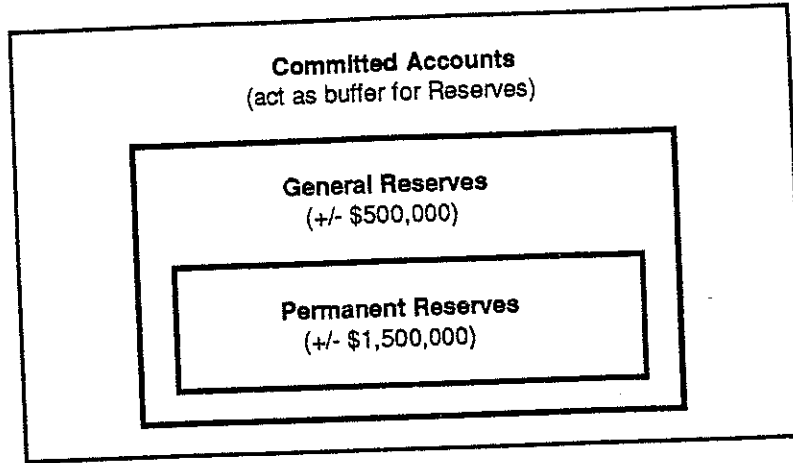 Committed Accounts
(act as buffer for Reserves)
General Reserves
(+/- $500,000)
Permanent Reserves
(+/- $1,500,000)